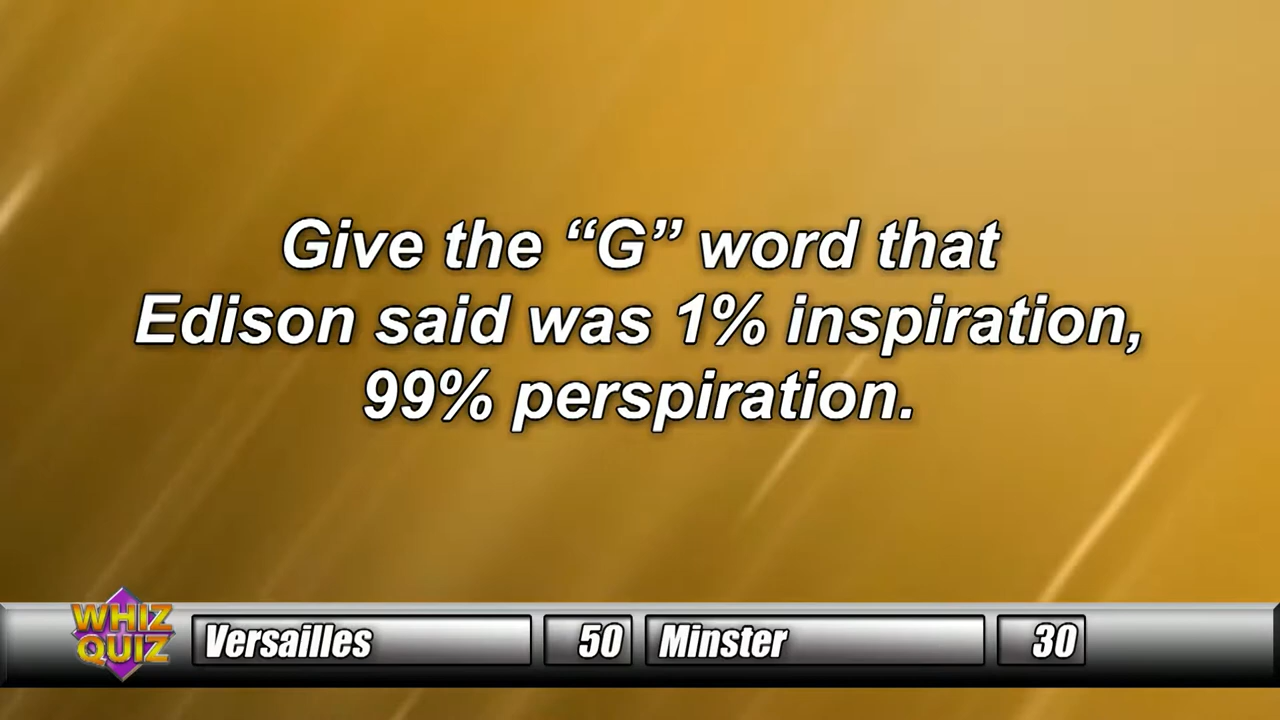 Give the “G” word that
Edison said was 1% inspiration,
99% perspiration.
WHIZ
QUIZ
Versailles 50 Minster 30